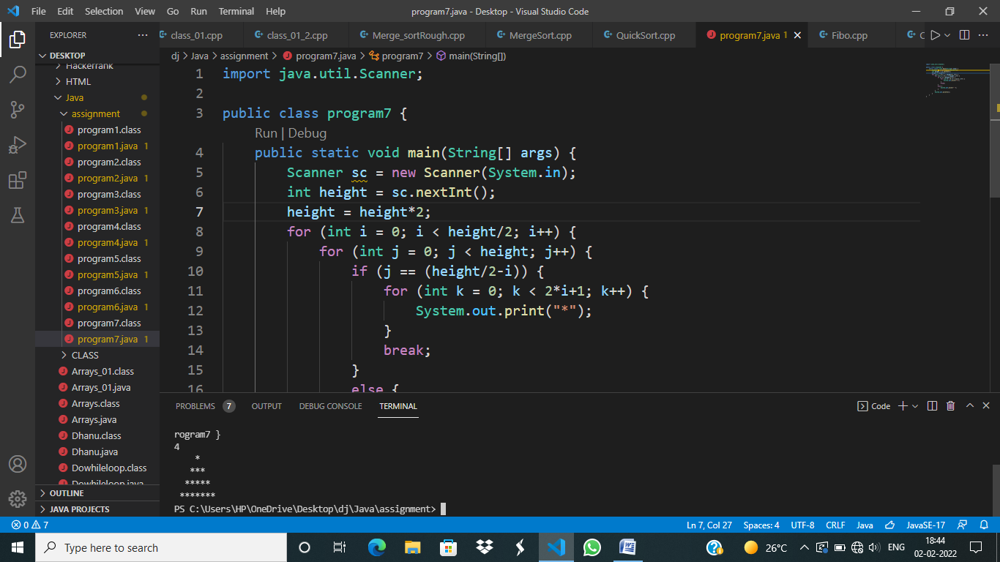 File Edit Selection View Go Run Terminal Help program7.java - Desktop - Visual Studio Code
EXPLORER
class_01.cpp class_01_2.cpp Merge_sortRough.cpp MergeSort.cpp QuickSort.cpp program7.java 1 Fibo.cpp
DESKTOP
Hackerrank
HTML
Java
assignment
program1.class
program1.java 1
program2.class
program2.java 1
program3.class
program3.java 1
program4.class
program4.java 1
program5.class
program5.java 1
program6.class
program6.java 1
program7.class
program7.java 1
CLASS
Arrays_01.class
Arrays_01.java
Arrays.class
Arrays.java
Dhanu.class
Dhanu.java
Dowhileloop.class
Dowhileloop.java
OUTLINE
JAVA PROJECTS
dj > Java > assignment > program7.java > program7 > main(String[])
1 import java.util.Scanner;
2
3 public class program7 {
Run | Debug
4 public static void main(String[] args) {
5 Scanner sc = new Scanner(System.in);
6 int height = sc.nextInt();
7 height = height*2;
8 for (int i = 0; i < height/2; i++) {
9 for (int j = 0; j < height; j++) {
10 if (j == (height/2-i)) {
11 for (int k = 0; k < 2*i+1; k++) {
12 System.out.print("*");
13 }
14 break;
15 }
16 else {
PROBLEMS 7 OUTPUT DEBUG CONSOLE TERMINAL Code
rogram7 }
4
    *
   ***
  *****
 *******
PS C:\Users\HP\OneDrive\Desktop\dj\Java\assignment>
0 7 Ln 7, Col 27 Spaces: 4 UTF-8 CRLF Java JavaSE-17
Type here to search 26°C ENG 18:44
02-02-2022